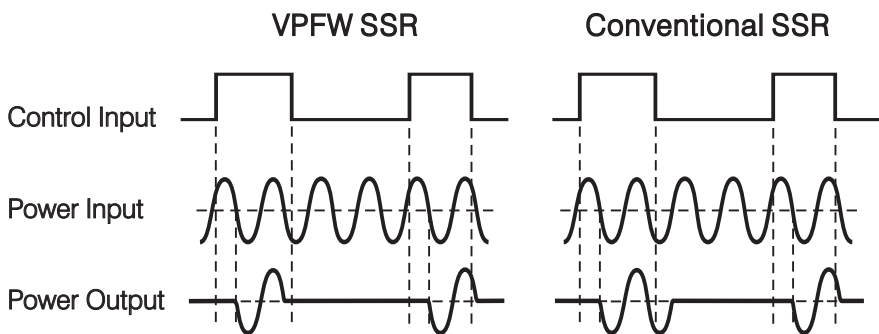 VPFW SSR
Conventional SSR
Control Input
Power Input
Power Output